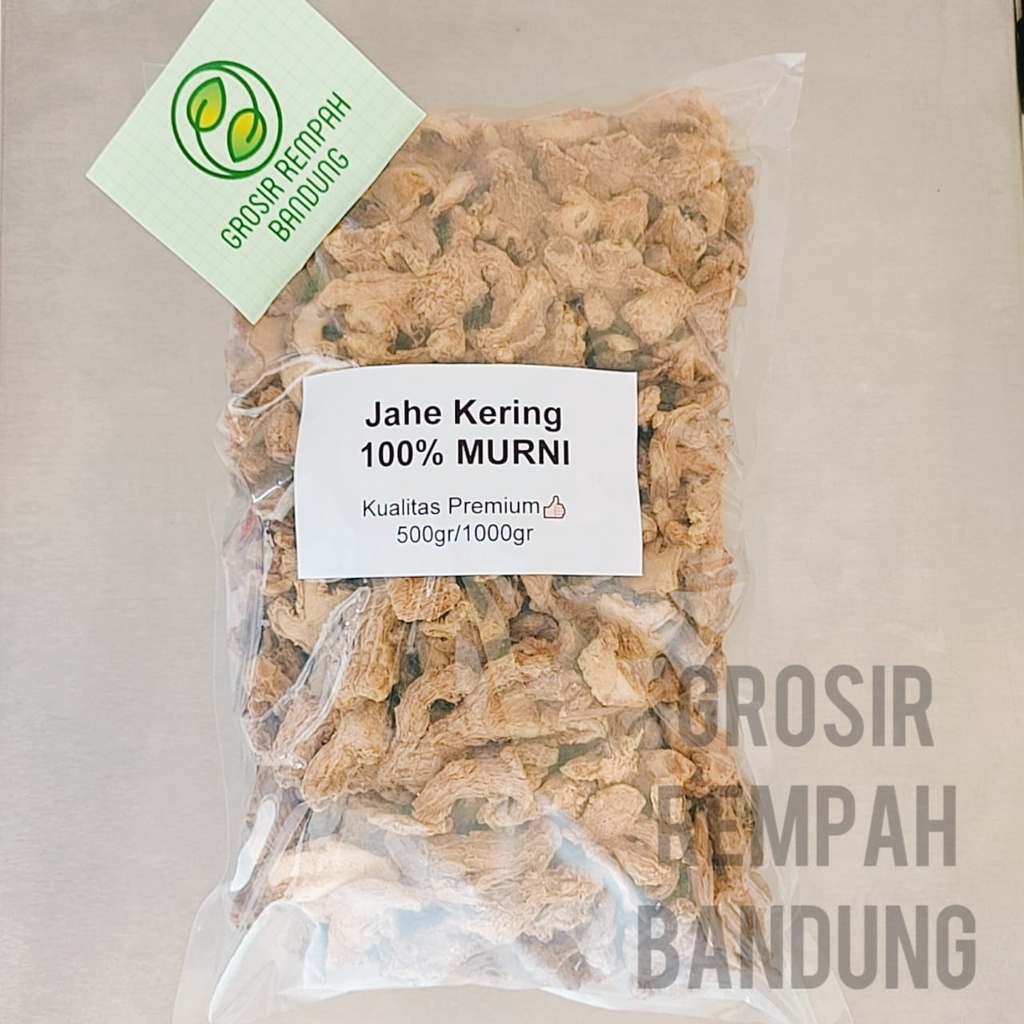 GROSIR REMPAH
BANDUNG
Jahe Kering
100% MURNI
Kualitas Premium👍
500gr/1000gr
GROSIR
REMPAH
BANDUNG